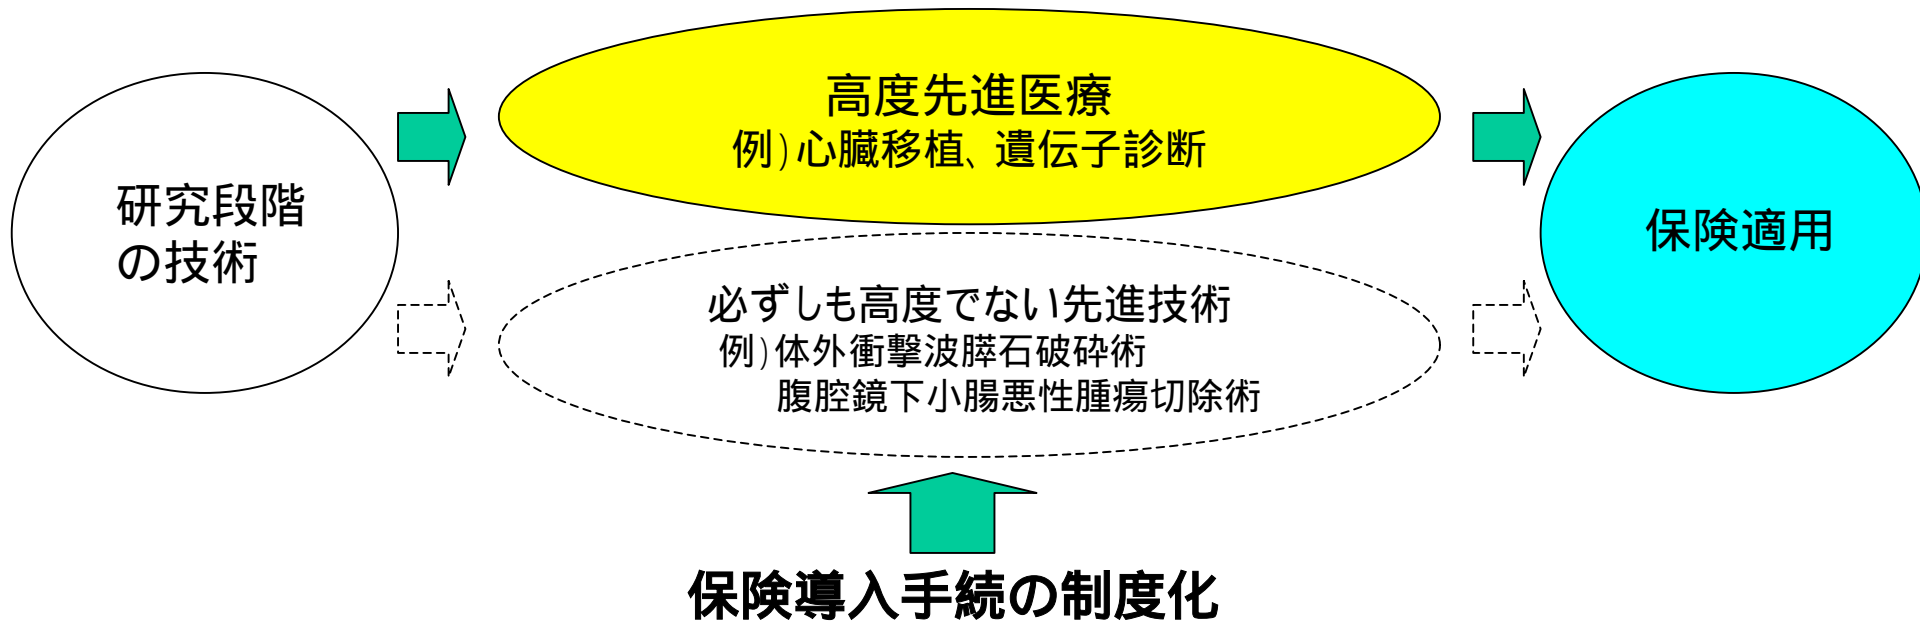 研究段階
の技術
高度先進医療
例)心臓移植、遺伝子診断
必ずしも高度でない先進技術
例)体外衝撃波膵石破砕術
腹腔鏡下小腸悪性腫瘍切除術
保険適用
保険導入手続の制度化